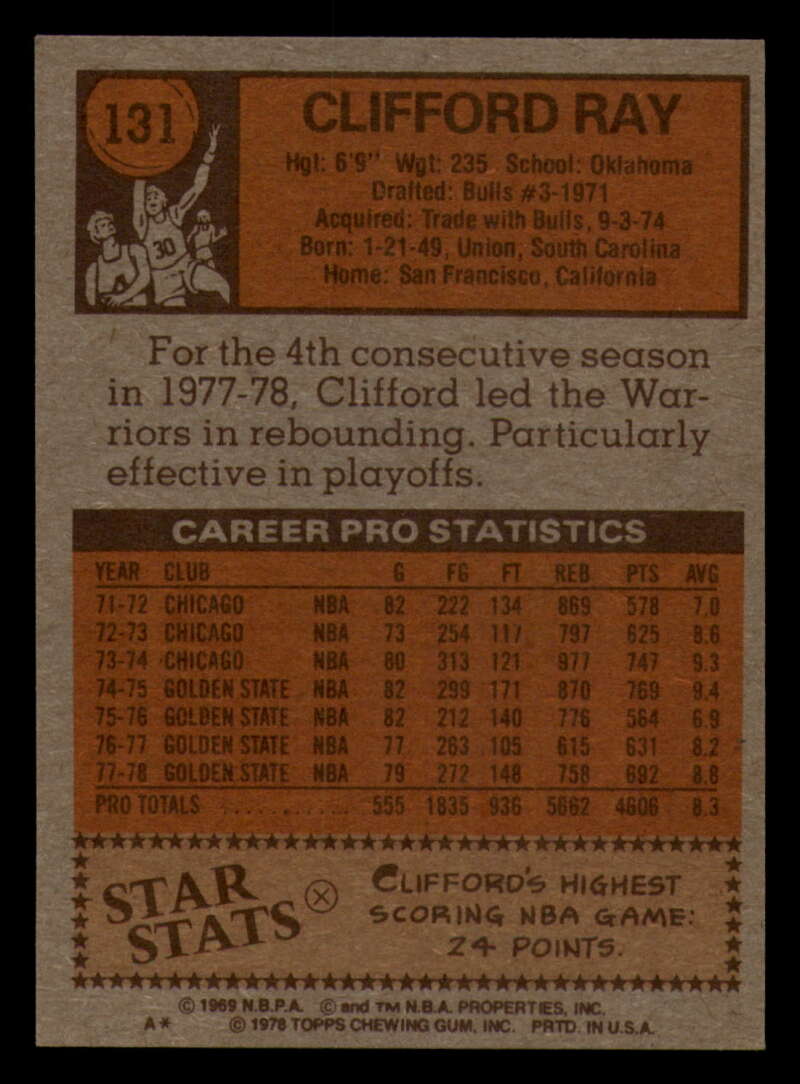 131
30
CLIFFORD RAY
Hgt: 6'9" Wgt: 235 School: Oklahoma
Drafted: Bulls #3-1971
Acquired: Trade with Bulls, 9-3-74
Born: 1-21-49, Union, South Carolina
Home: San Francisco, California
For the 4th consecutive season
in 1977-78, Clifford led the War-
riors in rebounding. Particularly
effective in playoffs.
CAREER PRO STATISTICS
YEAR CLUB G FG FT REB PTS AVG
71-72 CHICAGO NBA 82 222 134 869 578 7.0
72-73 CHICAGO NBA 73 254 117 797 625 8.6
73-74 CHICAGO NBA 80 313 121 977 747 9.3
74-75 GOLDEN STATE NBA 82 299 171 870 769 9.4
75-76 GOLDEN STATE NBA 82 212 140 776 564 6.9
76-77 GOLDEN STATE NBA 77 263 105 615 631 8.2
77-78 GOLDEN STATE NBA 79 272 148 758 692 8.8
PRO TOTALS ............ 555 1835 936 5662 4606 8.3
STAR
STATS
CLIFFORD'S HIGHEST
SCORING NBA GAME:
24 POINTS.
© 1969 N.B.P.A. © and TM N.B.A. PROPERTIES, INC.
A* © 1978 TOPPS CHEWING GUM, INC. PRTD. IN U.S.A.